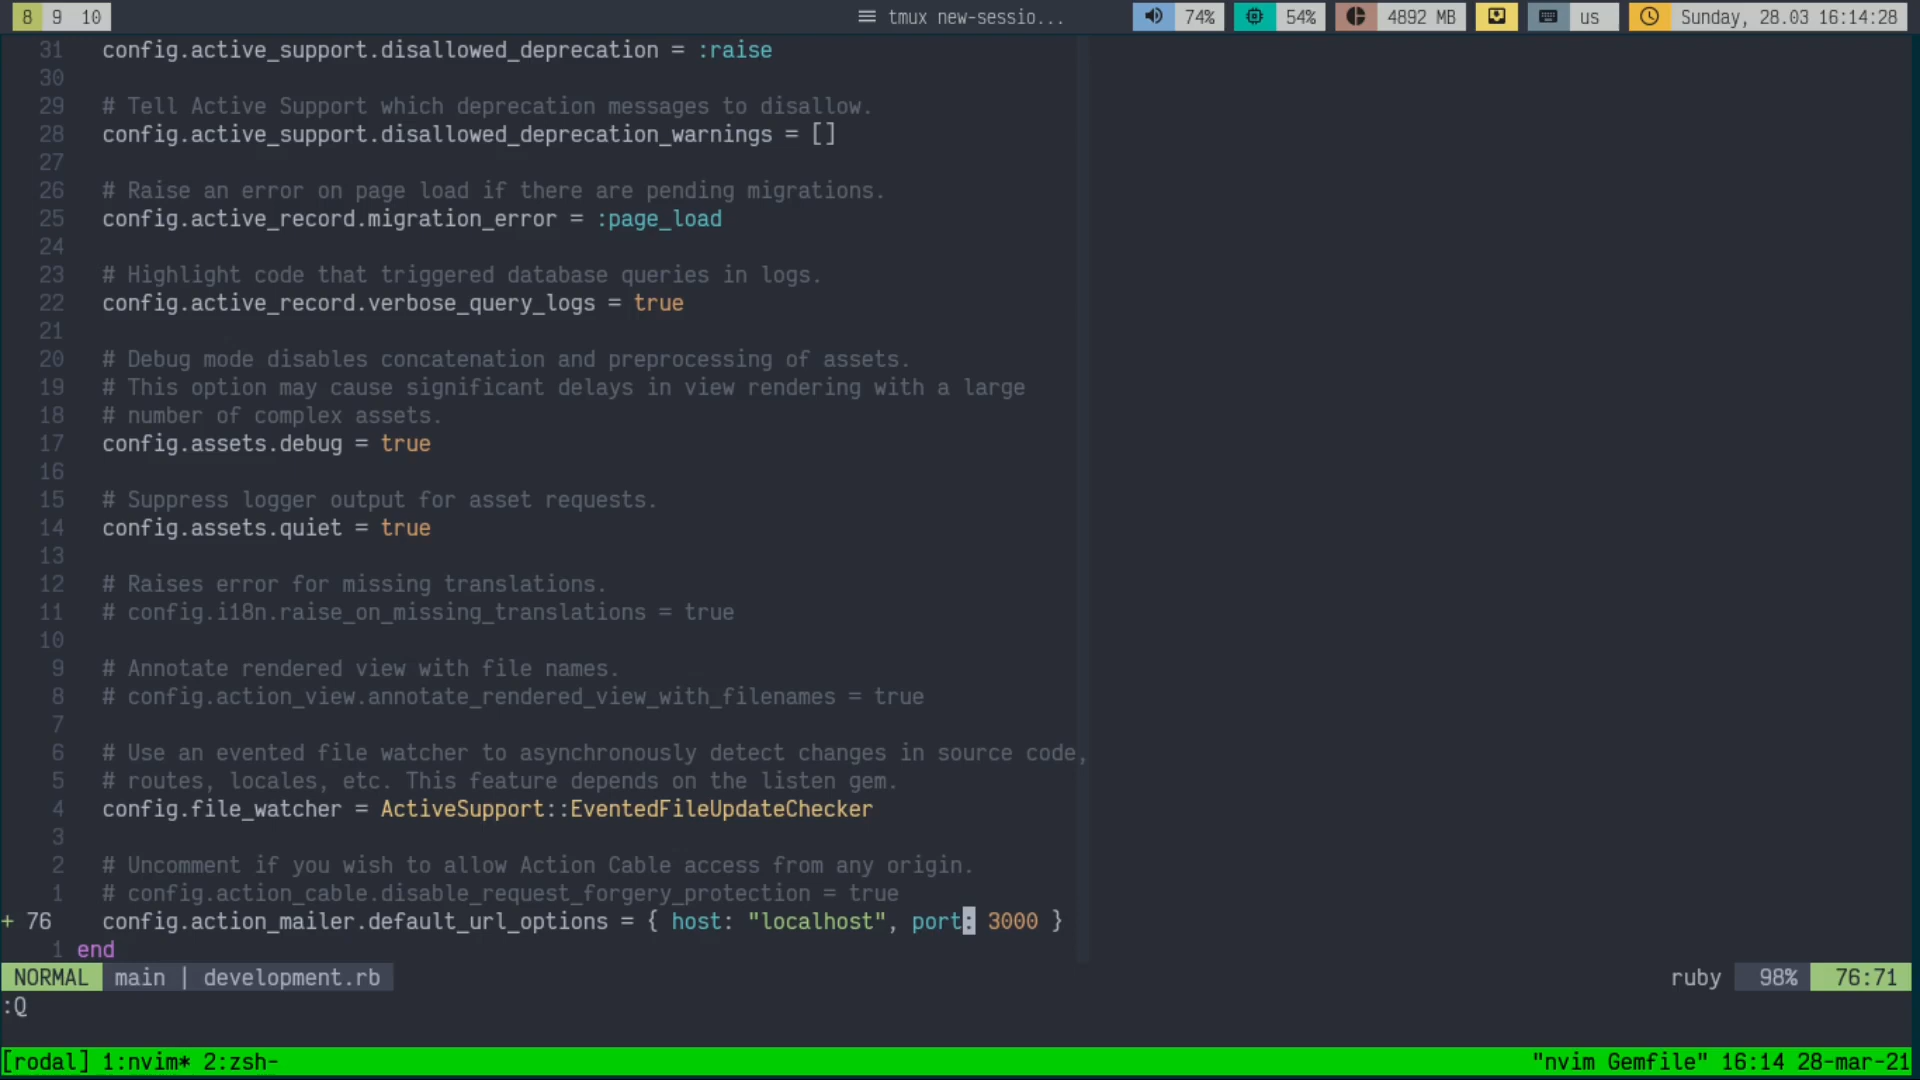 8 9 10 tmux new-sessio... 74% 54% 4892 MB us Sunday, 28.03 16:14:28
31 config.active_support.disallowed_deprecation = :raise
30
29 # Tell Active Support which deprecation messages to disallow.
28 config.active_support.disallowed_deprecation_warnings = []
27
26 # Raise an error on page load if there are pending migrations.
25 config.active_record.migration_error = :page_load
24
23 # Highlight code that triggered database queries in logs.
22 config.active_record.verbose_query_logs = true
21
20 # Debug mode disables concatenation and preprocessing of assets.
19 # This option may cause significant delays in view rendering with a large
18 # number of complex assets.
17 config.assets.debug = true
16
15 # Suppress logger output for asset requests.
14 config.assets.quiet = true
13
12 # Raises error for missing translations.
11 # config.i18n.raise_on_missing_translations = true
10
9 # Annotate rendered view with file names.
8 # config.action_view.annotate_rendered_view_with_filenames = true
7
6 # Use an evented file watcher to asynchronously detect changes in source code,
5 # routes, locales, etc. This feature depends on the listen gem.
4 config.file_watcher = ActiveSupport::EventedFileUpdateChecker
3
2 # Uncomment if you wish to allow Action Cable access from any origin.
1 # config.action_cable.disable_request_forgery_protection = true
+ 76 config.action_mailer.default_url_options = { host: "localhost", port: 3000 }
1 end
NORMAL main | development.rb ruby 98% 76:71
:Q
[rodal] 1:nvim* 2:zsh- "nvim Gemfile" 16:14 28-mar-21